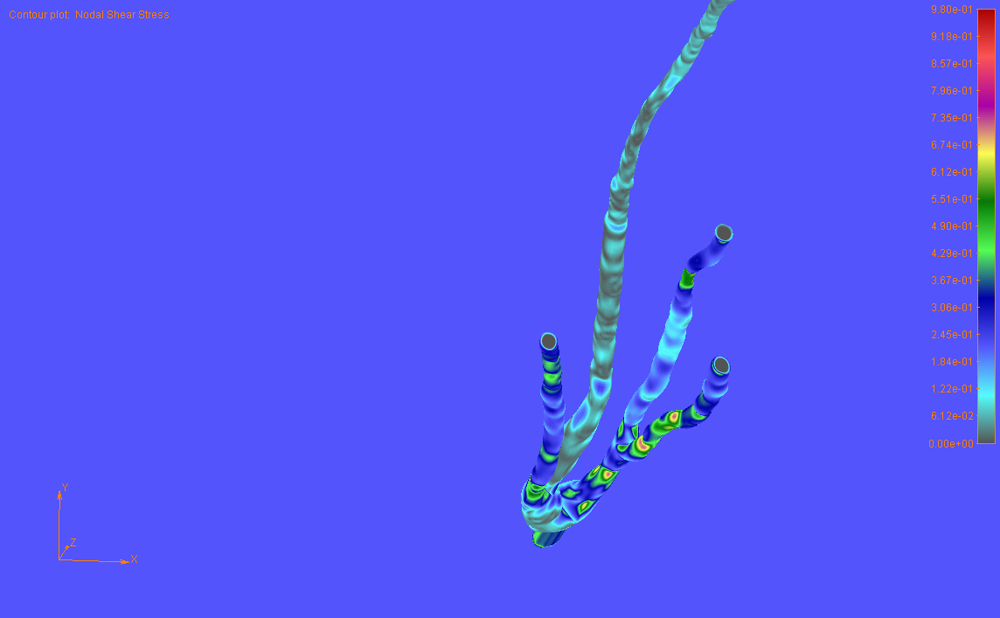 Contour plot: Nodal Shear Stress
9.80e-01
9.18e-01
8.57e-01
7.96e-01
7.35e-01
6.74e-01
6.12e-01
5.51e-01
4.90e-01
4.29e-01
3.67e-01
3.06e-01
2.45e-01
1.84e-01
1.22e-01
6.12e-02
0.00e+00
Y
Z
X